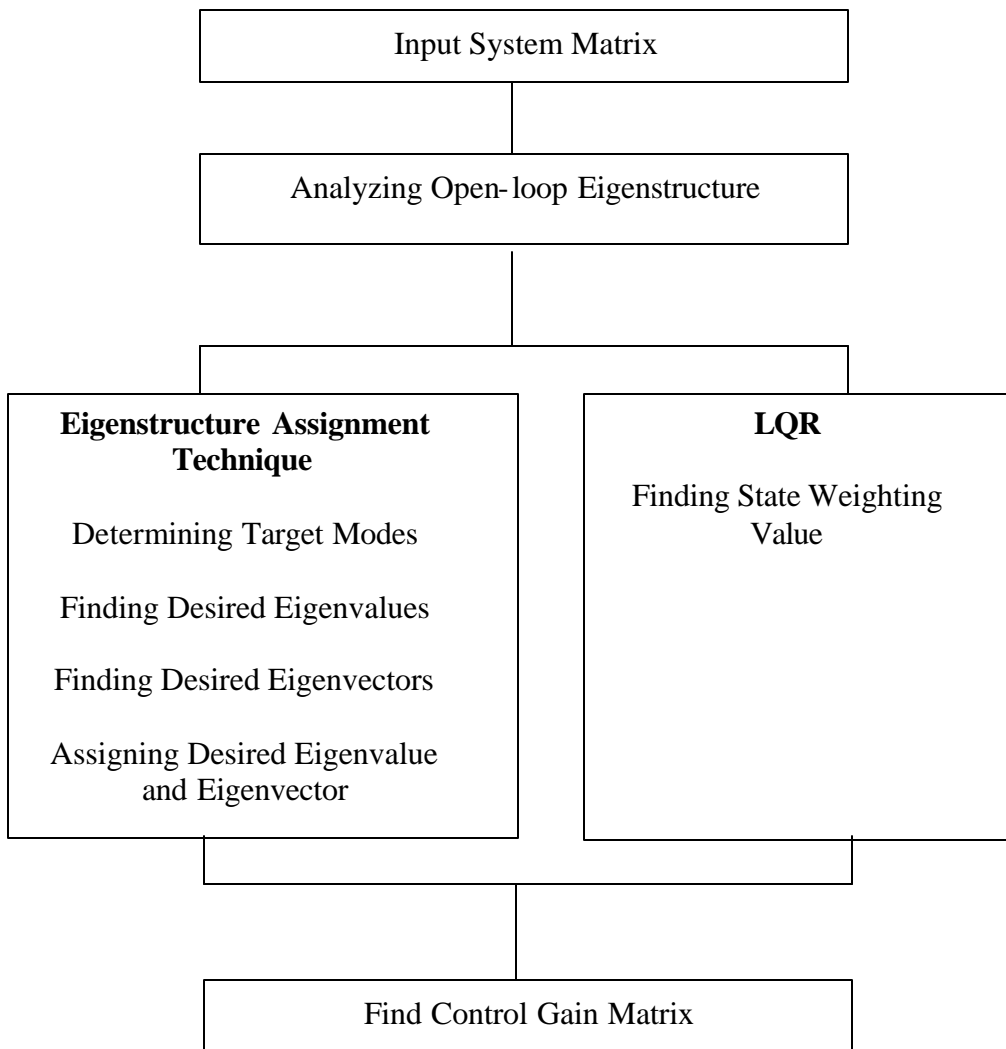 Input System Matrix
Analyzing Open-loop Eigenstructure
Eigenstructure Assignment
Technique
Determining Target Modes
Finding Desired Eigenvalues
Finding Desired Eigenvectors
Assigning Desired Eigenvalue
and Eigenvector
LQR
Finding State Weighting
Value
Find Control Gain Matrix